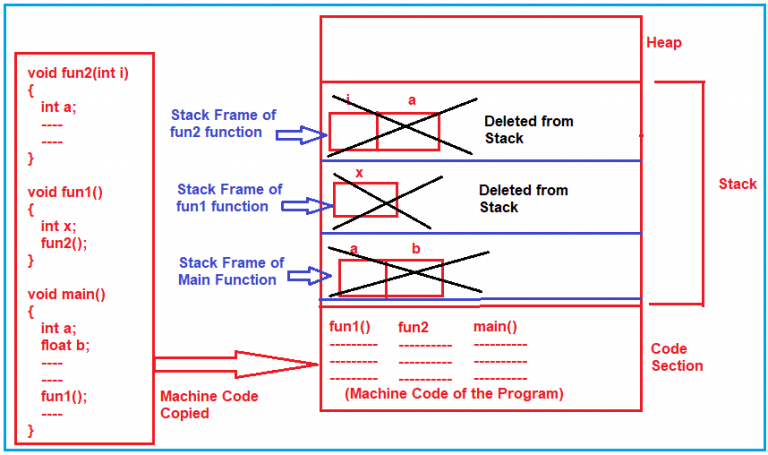 void fun2(int i)
{
int a;
----
----
}
void fun1()
{
int x;
fun2();
}
void main()
{
int a;
float b;
----
----
fun1();
----
}
Machine Code
Copied
Stack Frame of
fun2 function
Stack Frame of
fun1 function
Stack Frame of
Main Function
i a
Deleted from
Stack
x
Deleted from
Stack
a b
fun1() fun2 main()
--------- ---------- ----------
--------- ---------- ----------
--------- ---------- ----------
(Machine Code of the Program)
Heap
Stack
Code
Section